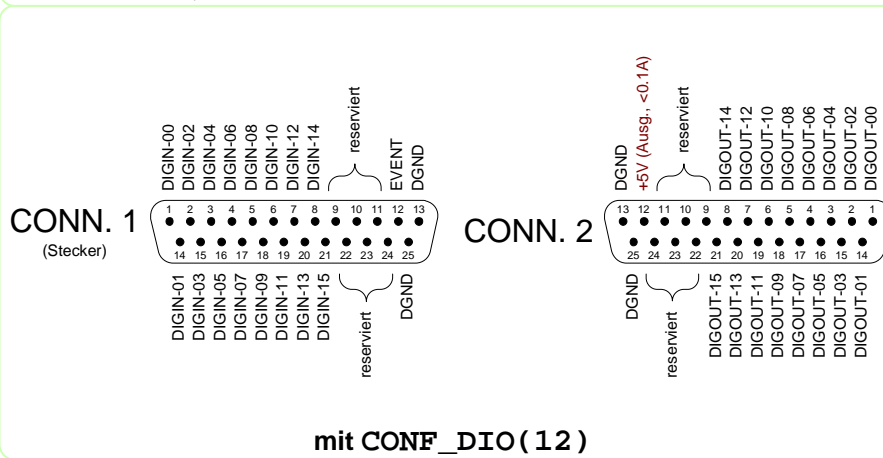 DIGIN-00
DIGIN-02
DIGIN-04
DIGIN-06
DIGIN-08
DIGIN-10
DIGIN-12
DIGIN-14
reserviert
EVENT
DGND
CONN. 1
(Stecker)
1 2 3 4 5 6 7 8 9 10 11 12 13
14 15 16 17 18 19 20 21 22 23 24 25
DIGIN-01
DIGIN-03
DIGIN-05
DIGIN-07
DIGIN-09
DIGIN-11
DIGIN-13
DIGIN-15
reserviert
DGND
DGND
+5V (Ausg., <0.1A)
reserviert
DIGOUT-14
DIGOUT-12
DIGOUT-10
DIGOUT-08
DIGOUT-06
DIGOUT-04
DIGOUT-02
DIGOUT-00
CONN. 2
13 12 11 10 9 8 7 6 5 4 3 2 1
25 24 23 22 21 20 19 18 17 16 15 14
DGND
reserviert
DIGOUT-15
DIGOUT-13
DIGOUT-11
DIGOUT-09
DIGOUT-07
DIGOUT-05
DIGOUT-03
DIGOUT-01
mit CONF_DIO(12)